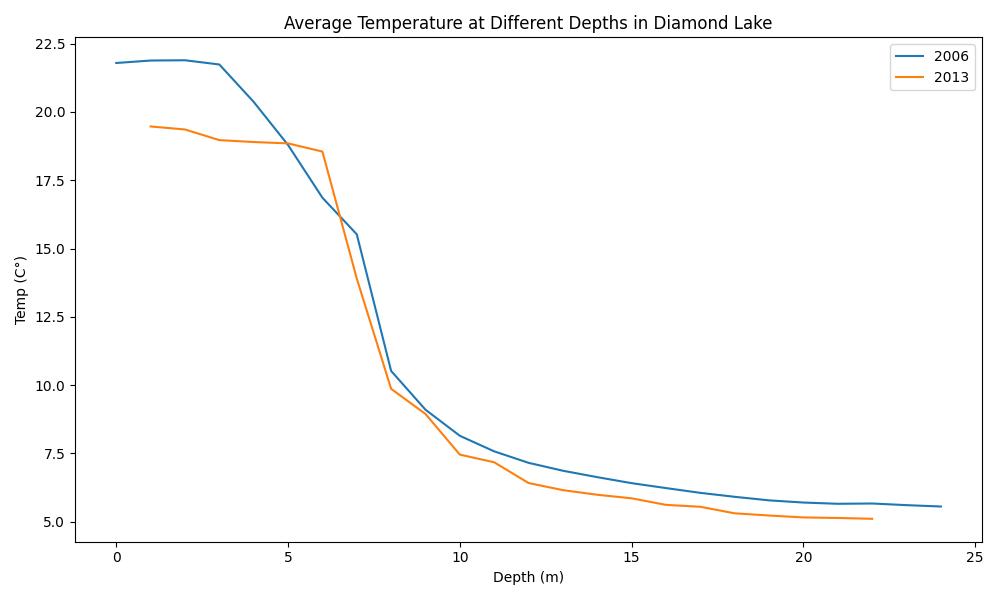 Average Temperature at Different Depths in Diamond Lake
2006
2013
22.5
20.0
17.5
15.0
12.5
10.0
7.5
5.0
Temp (C°)
0 5 10 15 20 25
Depth (m)